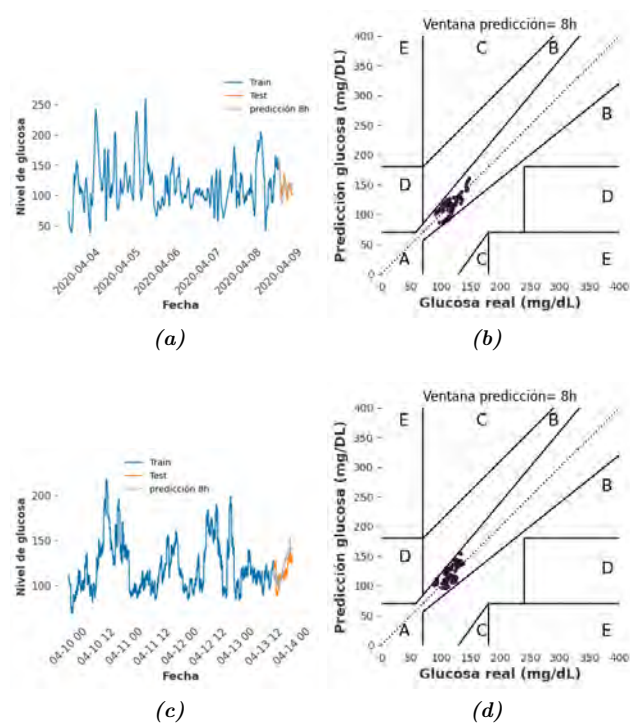 Train
Test
predicción 8h
Nivel de glucosa
250
200
150
100
50
2020-04-04
2020-04-05
2020-04-06
2020-04-07
2020-04-08
2020-04-09
Fecha
(a)
Ventana predicción= 8h
Predicción glucosa (mg/DL)
400
350
300
250
200
150
100
50
0
E
C
B
B
D
D
A
C
E
0 50 100 150 200 250 300 350 400
Glucosa real (mg/dL)
(b)
Train
Test
predicción 8h
Nivel de glucosa
200
150
100
04-10 00
04-10 12
04-11 00
04-11 12
04-12 00
04-12 12
04-13 00
04-13 12
04-14 00
Fecha
(c)
Ventana predicción= 8h
Predicción glucosa (mg/DL)
400
350
300
250
200
150
100
50
0
E
C
B
B
D
D
A
C
E
0 50 100 150 200 250 300 350 400
Glucosa real (mg/dL)
(d)